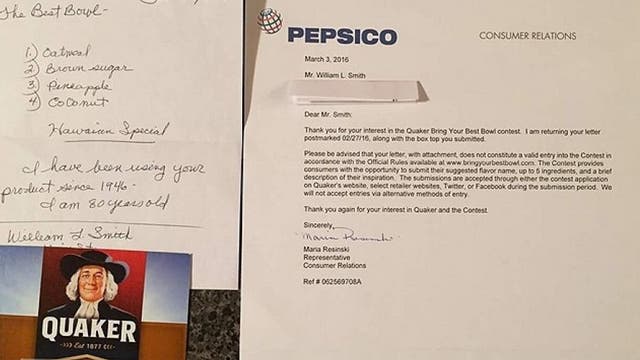 The Best Bowl-
1.) Oatmeal
2) Brown sugar
3) Pineapple
4) Coconut
Hawaiian Special
I have been using your
product since 1946-
I am 80 years old
William L Smith
QUAKER
Est 1877
PEPSICO
CONSUMER RELATIONS
March 3, 2016
Mr. William L. Smith
Dear Mr. Smith:
Thank you for your interest in the Quaker Bring Your Best Bowl contest. I am returning your letter
postmarked 02/27/16, along with the box top you submitted.
Please be advised that your letter, with attachment, does not constitute a valid entry into the Contest in
accordance with the Official Rules available at www.bringyourbestbowl.com. The Contest provides
consumers with the opportunity to submit their suggested flavor name, up to 5 ingredients, and a brief
description of their inspiration. The submissions are accepted through either the contest application
on Quaker's website, select retailer websites, Twitter, or Facebook during the submission period. We
will not accept entries via alternative methods of entry.
Thank you again for your interest in Quaker and the Contest.
Sincerely,
Maria Resinski
Maria Resinski
Representative
Consumer Relations
Ref # 062569708A